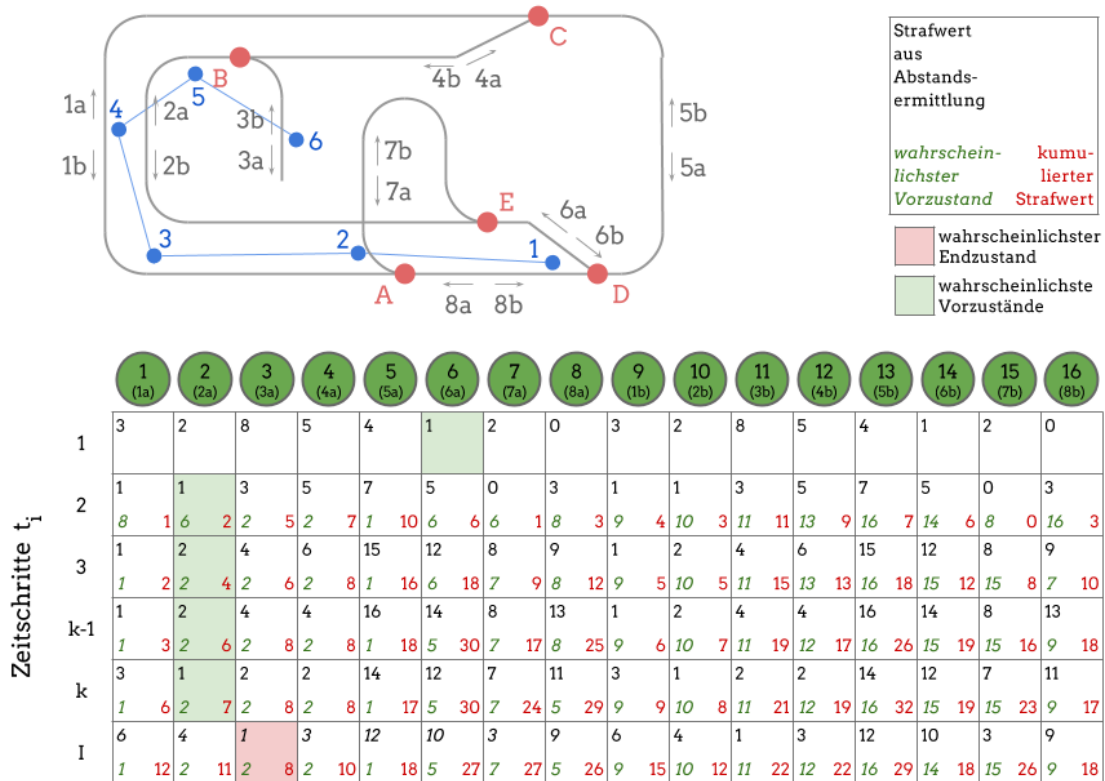 C
B
4b 4a
1a
4
5
2a
3b
6
1b
2b
3a
7b
7a
5b
5a
E
6a
6b
3
2
1
A
8a 8b
D
Strafwert
aus
Abstands-
ermittlung
wahrschein- kumu-
lichster lierter
Vorzustand Strafwert
wahrscheinlichster
Endzustand
wahrscheinlichste
Vorzustände
1 2 3 4 5 6 7 8 9 10 11 12 13 14 15 16
(1a) (2a) (3a) (4a) (5a) (6a) (7a) (8a) (1b) (2b) (3b) (4b) (5b) (6b) (7b) (8b)
Zeitschritte ti
3 2 8 5 4 1 2 0 3 2 8 5 4 1 2 0
1
1 1 3 5 7 5 0 3 1 1 3 5 7 5 0 3
2
8 1 6 2 2 5 2 7 1 10 6 6 6 1 8 3 9 4 10 3 11 11 13 9 16 7 14 6 8 0 16 3
1 2 4 6 15 12 8 9 1 2 4 6 15 12 8 9
3
1 2 2 4 2 6 2 8 1 16 6 18 7 9 8 12 9 5 10 5 11 15 13 13 16 18 15 12 15 8 7 10
1 2 4 4 16 14 8 13 1 2 4 4 16 14 8 13
k-1
1 3 2 6 2 8 2 8 1 18 5 30 7 17 8 25 9 6 10 7 11 19 12 17 16 26 15 19 15 16 9 18
3 1 2 2 14 12 7 11 3 1 2 2 14 12 7 11
k
1 6 2 7 2 8 2 8 1 17 5 30 7 24 5 29 9 9 10 8 11 21 12 19 16 32 15 19 15 23 9 17
6 4 1 3 12 10 3 9 6 4 1 3 12 10 3 9
I
1 12 2 11 2 8 2 10 1 18 5 27 7 27 5 26 9 15 10 12 11 22 12 22 16 29 14 18 15 26 9 18